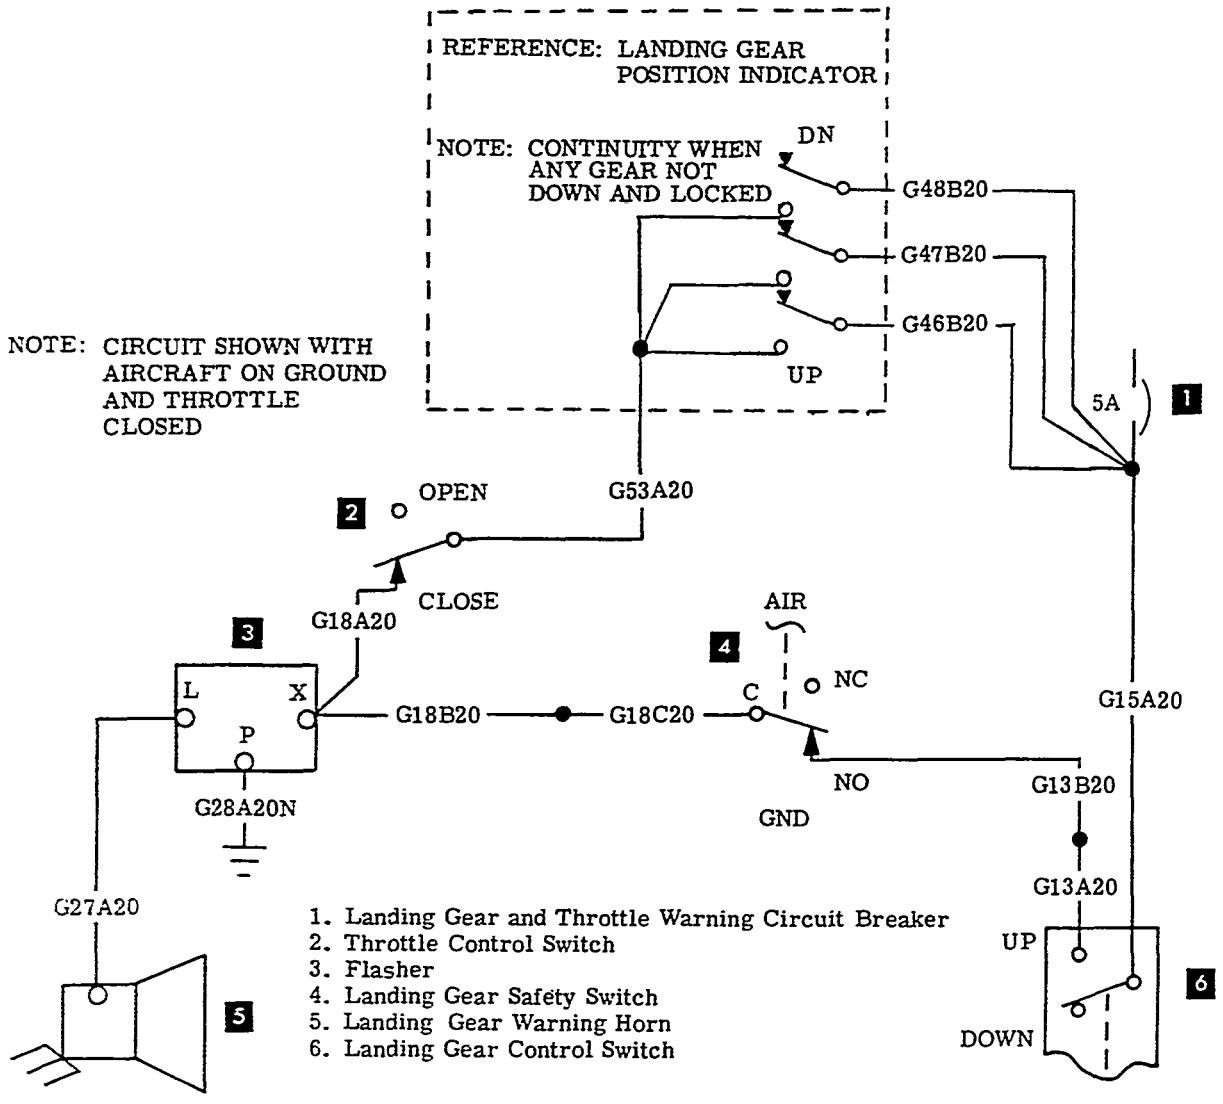 REFERENCE: LANDING GEAR
POSITION INDICATOR
DN
NOTE: CONTINUITY WHEN
ANY GEAR NOT
DOWN AND LOCKED
G48B20
G47B20
G46B20
UP
NOTE: CIRCUIT SHOWN WITH
AIRCRAFT ON GROUND
AND THROTTLE
CLOSED
5A
1
2
OPEN
G53A20
CLOSE
G18A20
3
AIR
4
NC
L
X
C
P
G18B20
G18C20
G15A20
NO
G13B20
G28A20N
GND
G27A20
G13A20
1. Landing Gear and Throttle Warning Circuit Breaker
2. Throttle Control Switch
3. Flasher
4. Landing Gear Safety Switch
5. Landing Gear Warning Horn
6. Landing Gear Control Switch
UP
6
5
DOWN